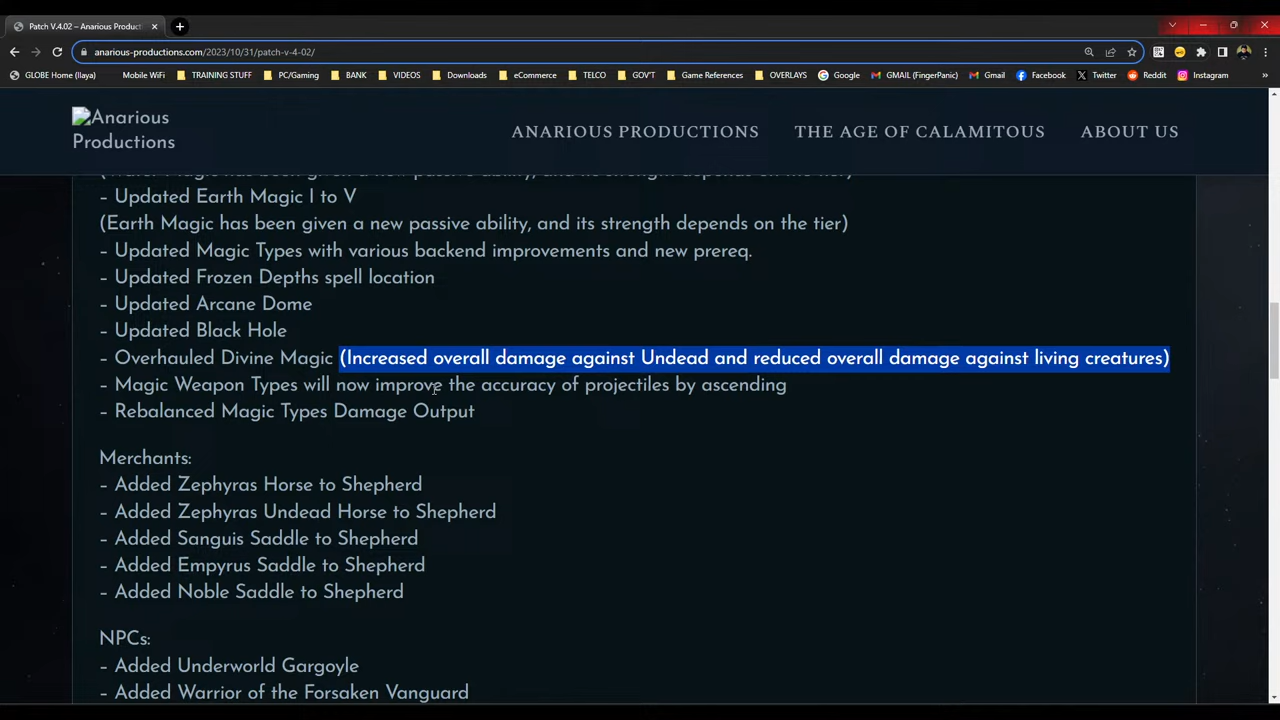 Patch V.4.02 – Anarious Product
anarious-productions.com/2023/10/31/patch-v-4-02/
GLOBE Home (Ilaya) Mobile WiFi TRAINING STUFF PC/Gaming BANK VIDEOS Downloads eCommerce TELCO GOV'T Game References OVERLAYS Google GMAIL (FingerPanic) Gmail Facebook Twitter Reddit Instagram »
Anarious
Productions
ANARIOUS PRODUCTIONS THE AGE OF CALAMITOUS ABOUT US
– Updated Earth Magic I to V
(Earth Magic has been given a new passive ability, and its strength depends on the tier)
– Updated Magic Types with various backend improvements and new prereq.
– Updated Frozen Depths spell location
– Updated Arcane Dome
– Updated Black Hole
– Overhauled Divine Magic (Increased overall damage against Undead and reduced overall damage against living creatures)
– Magic Weapon Types will now improve the accuracy of projectiles by ascending
– Rebalanced Magic Types Damage Output
Merchants:
– Added Zephyras Horse to Shepherd
– Added Zephyras Undead Horse to Shepherd
– Added Sanguis Saddle to Shepherd
– Added Empyrus Saddle to Shepherd
– Added Noble Saddle to Shepherd
NPCs:
– Added Underworld Gargoyle
– Added Warrior of the Forsaken Vanguard